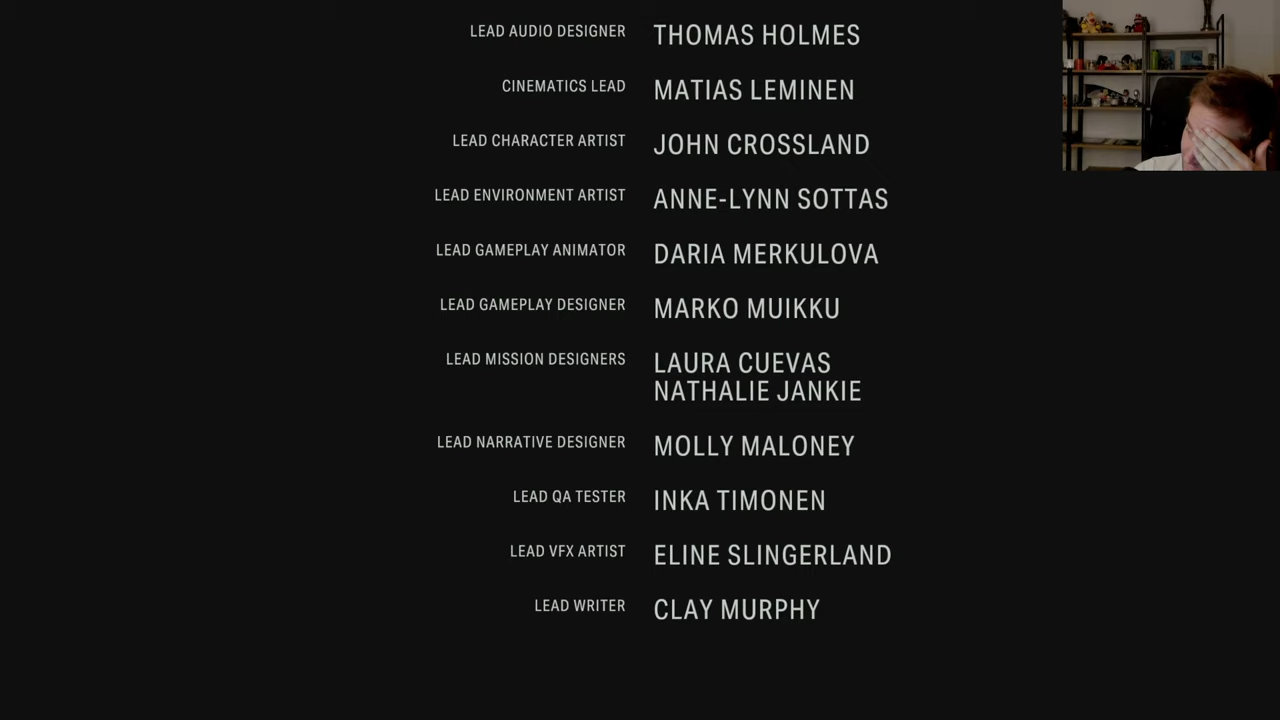 LEAD AUDIO DESIGNER THOMAS HOLMES
CINEMATICS LEAD MATIAS LEMINEN
LEAD CHARACTER ARTIST JOHN CROSSLAND
LEAD ENVIRONMENT ARTIST ANNE-LYNN SOTTAS
LEAD GAMEPLAY ANIMATOR DARIA MERKULOVA
LEAD GAMEPLAY DESIGNER MARKO MUIKKU
LEAD MISSION DESIGNERS LAURA CUEVAS
NATHALIE JANKIE
LEAD NARRATIVE DESIGNER MOLLY MALONEY
LEAD QA TESTER INKA TIMONEN
LEAD VFX ARTIST ELINE SLINGERLAND
LEAD WRITER CLAY MURPHY